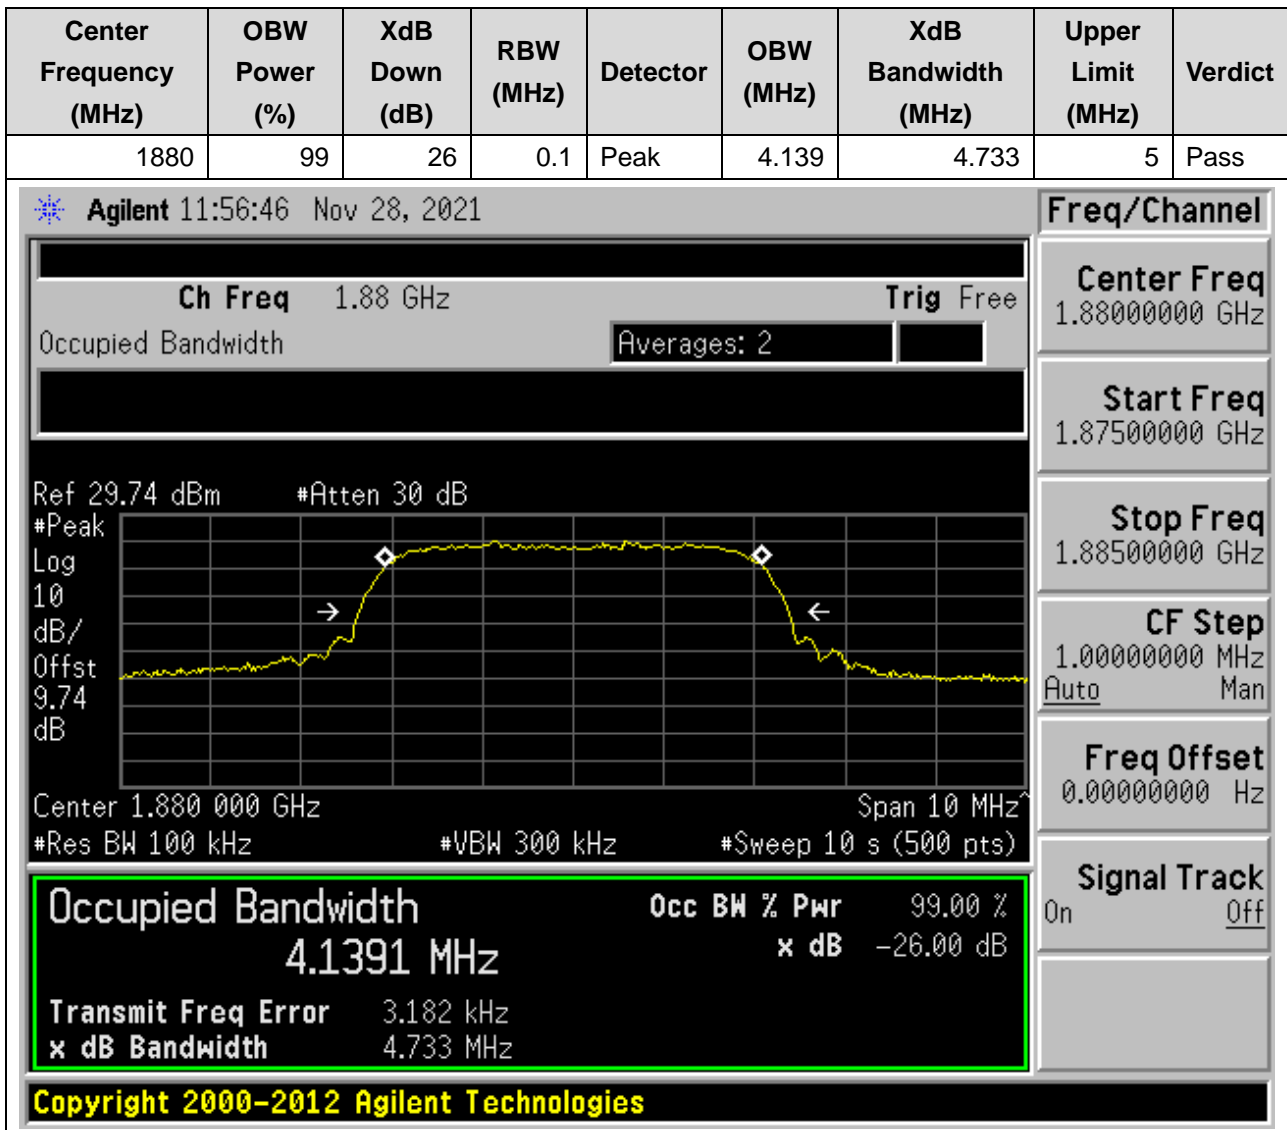 Center Frequency (MHz) OBW Power (%) XdB Down (dB) RBW (MHz) Detector OBW (MHz) XdB Bandwidth (MHz) Upper Limit (MHz) Verdict
1880 99 26 0.1 Peak 4.139 4.733 5 Pass
Agilent 11:56:46 Nov 28, 2021
Freq/Channel
Ch Freq 1.88 GHz Trig Free
Occupied Bandwidth Averages: 2
Center Freq
1.88000000 GHz
Start Freq
1.87500000 GHz
Stop Freq
1.88500000 GHz
CF Step
1.00000000 MHz
Auto Man
Freq Offset
0.00000000 Hz
Signal Track
On Off
Ref 29.74 dBm #Atten 30 dB
#Peak
Log
10
dB/
Offst
9.74
dB
Center 1.880 000 GHz Span 10 MHz^
#Res BW 100 kHz #VBW 300 kHz #Sweep 10 s (500 pts)
Occupied Bandwidth Occ BW % Pwr 99.00 %
4.1391 MHz x dB -26.00 dB
Transmit Freq Error 3.182 kHz
x dB Bandwidth 4.733 MHz
Copyright 2000-2012 Agilent Technologies